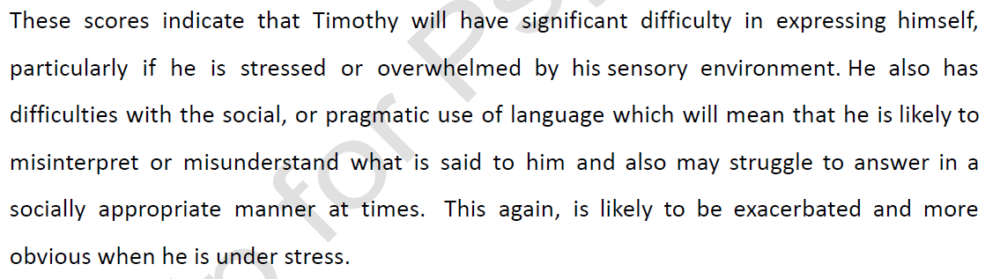 These scores indicate that Timothy will have significant difficulty in expressing himself,
particularly if he is stressed or overwhelmed by his sensory environment. He also has
difficulties with the social, or pragmatic use of language which will mean that he is likely to
misinterpret or misunderstand what is said to him and also may struggle to answer in a
socially appropriate manner at times.  This again, is likely to be exacerbated and more
obvious when he is under stress.
for